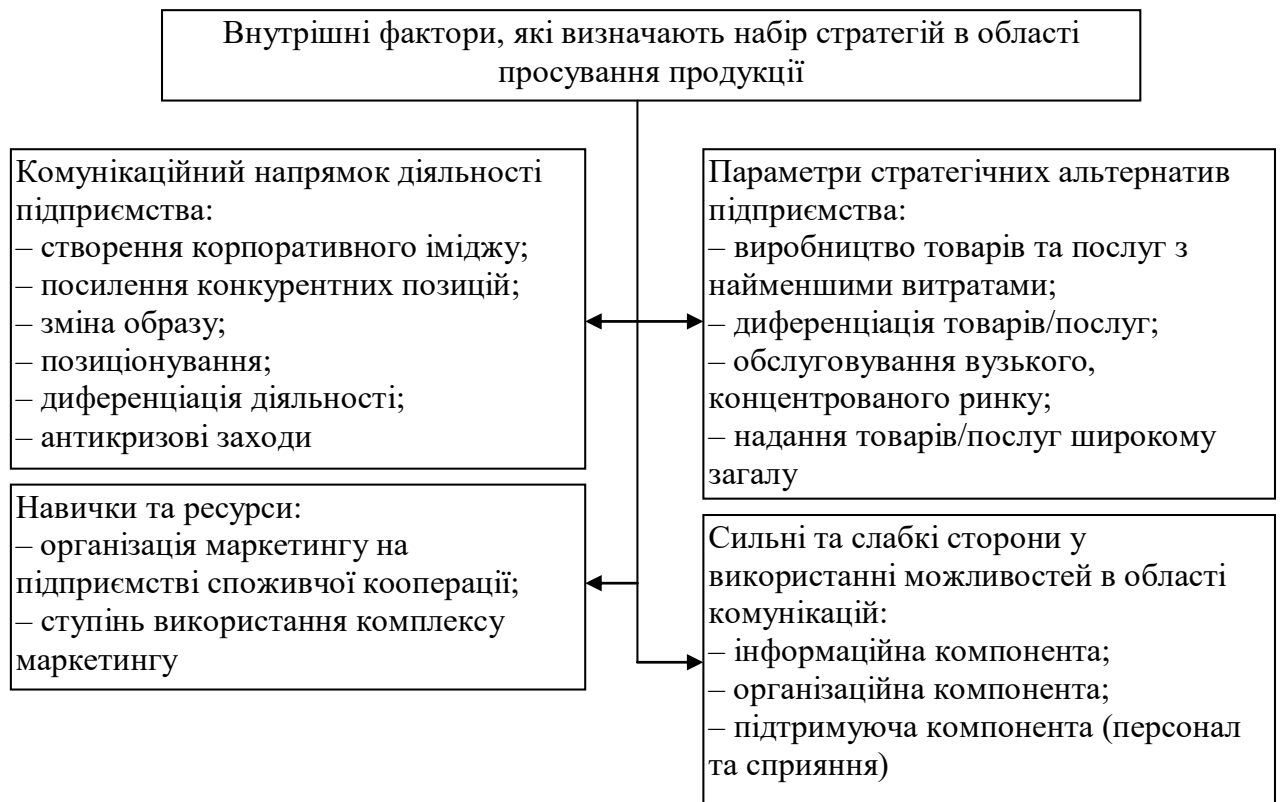 Внутрішні фактори, які визначають набір стратегій в області
просування продукції
Комунікаційний напрямок діяльності
підприємства:
– створення корпоративного іміджу;
– посилення конкурентних позицій;
– зміна образу;
– позиціонування;
– диференціація діяльності;
– антикризові заходи
Параметри стратегічних альтернатив
підприємства:
– виробництво товарів та послуг з
найменшими витратами;
– диференціація товарів/послуг;
– обслуговування вузького,
концентрованого ринку;
– надання товарів/послуг широкому
загалу
Навички та ресурси:
– організація маркетингу на
підприємстві споживчої кооперації;
– ступінь використання комплексу
маркетингу
Сильні та слабкі сторони у
використанні можливостей в області
комунікацій:
– інформаційна компонента;
– організаційна компонента;
– підтримуюча компонента (персонал
та сприяння)